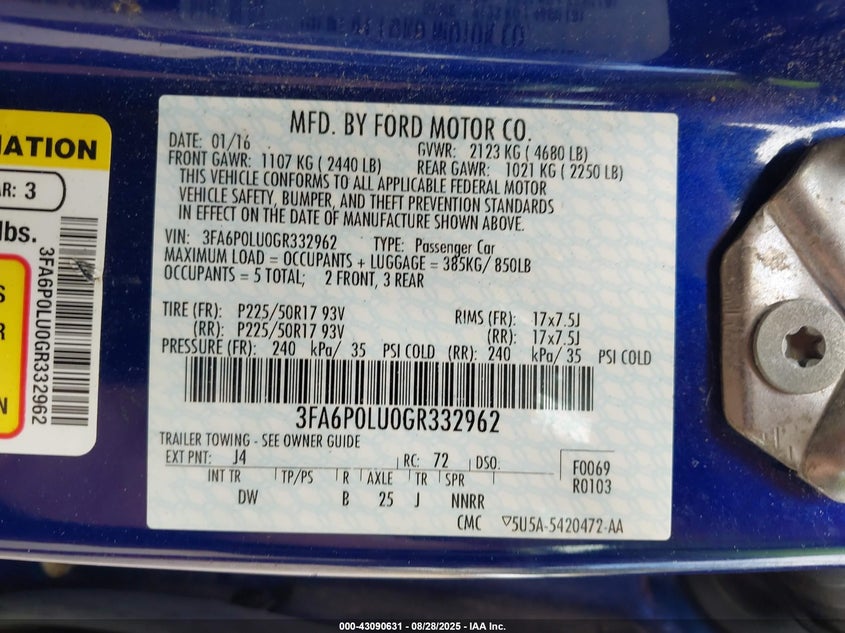 MFD. BY FORD MOTOR CO.
DATE: 01/16 GVWR: 2123 KG ( 4680 LB)
FRONT GAWR: 1107 KG ( 2440 LB) REAR GAWR: 1021 KG ( 2250 LB)
THIS VEHICLE CONFORMS TO ALL APPLICABLE FEDERAL MOTOR
VEHICLE SAFETY, BUMPER, AND THEFT PREVENTION STANDARDS
IN EFFECT ON THE DATE OF MANUFACTURE SHOWN ABOVE.
VIN: 3FA6P0LU0GR332962 TYPE: Passenger Car
MAXIMUM LOAD = OCCUPANTS + LUGGAGE = 385KG/ 850LB
OCCUPANTS = 5 TOTAL; 2 FRONT, 3 REAR
TIRE (FR): P225/50R17 93V RIMS (FR): 17x7.5J
(RR): P225/50R17 93V (RR): 17x7.5J
PRESSURE (FR): 240 kPa/ 35 PSI COLD (RR): 240 kPa/ 35 PSI COLD
3FA6P0LU0GR332962
TRAILER TOWING - SEE OWNER GUIDE
EXT PNT: J4 RC: 72 DSO: F0069
INT TR TP/PS R AXLE TR SPR R0103
DW B 25 J NNRR
CMC ▽5U5A-5420472-AA
MATION
AR: 3
lbs.
S
R
N
3FA6P0LU0GR332962
000-43090631 - 08/28/2025 - IAA Inc.